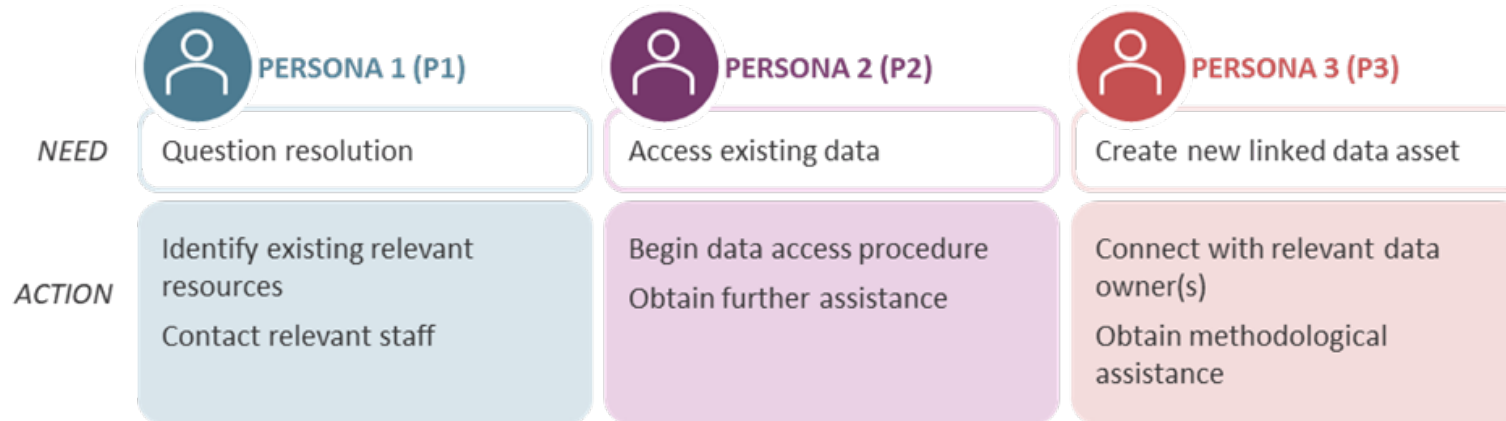 PERSONA 1 (P1)
PERSONA 2 (P2)
PERSONA 3 (P3)
NEED
Question resolution
Access existing data
Create new linked data asset
ACTION
Identify existing relevant
resources
Contact relevant staff
Begin data access procedure
Obtain further assistance
Connect with relevant data
owner(s)
Obtain methodological
assistance